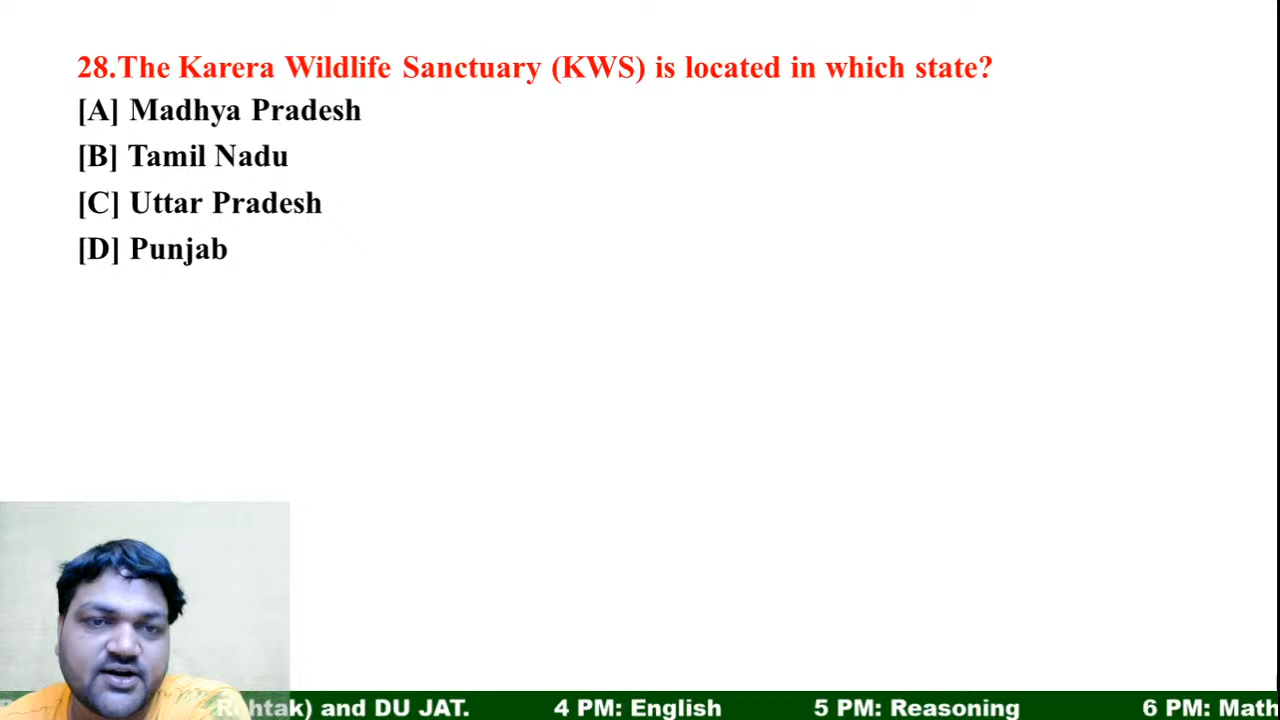 28.The Karera Wildlife Sanctuary (KWS) is located in which state?
[A] Madhya Pradesh
[B] Tamil Nadu
[C] Uttar Pradesh
[D] Punjab
Rohtak) and DU JAT. 4 PM: English 5 PM: Reasoning 6 PM: Math